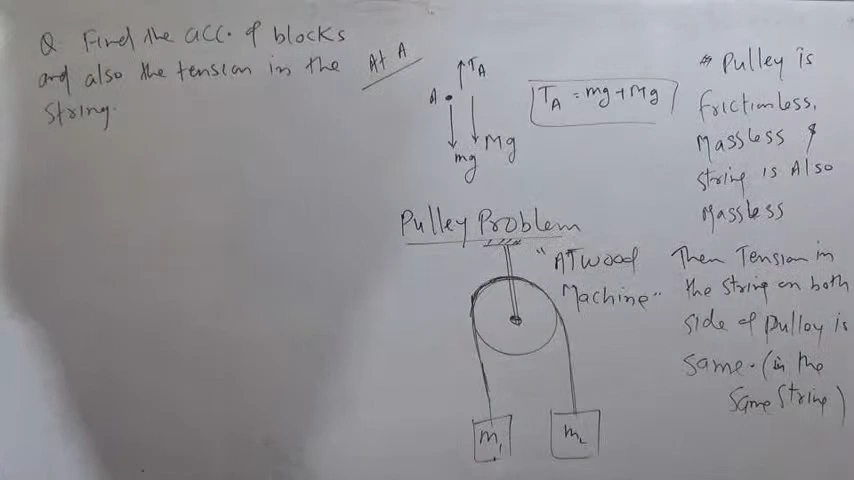 Q Find the acc. of blocks
and also the tension in the
string.
At A
TA
A
mg
Mg
TA = mg + Mg
* Pulley is
frictionless,
Massless &
string is Also
Massless
Then Tension in
the string on both
side of pulley is
same. (in the
same string)
Pulley Problem
"ATwood
Machine"
m1
m2